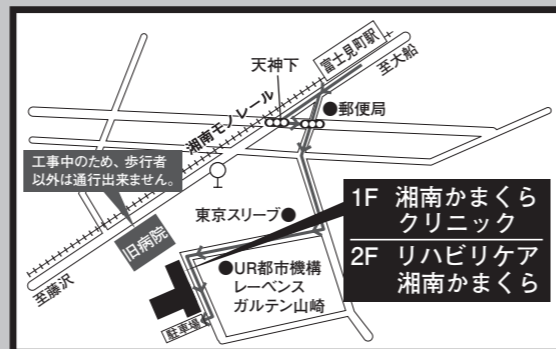 富士見町駅
至大船
天神下
郵便局
湘南モノレール
工事中のため、歩行者
以外は通行出来ません。
旧病院
至藤沢
東京スリーブ
1F 湘南かまくら
クリニック
2F リハビリケア
湘南かまくら
UR都市機構
レーベンス
ガルテン山崎
駐車場